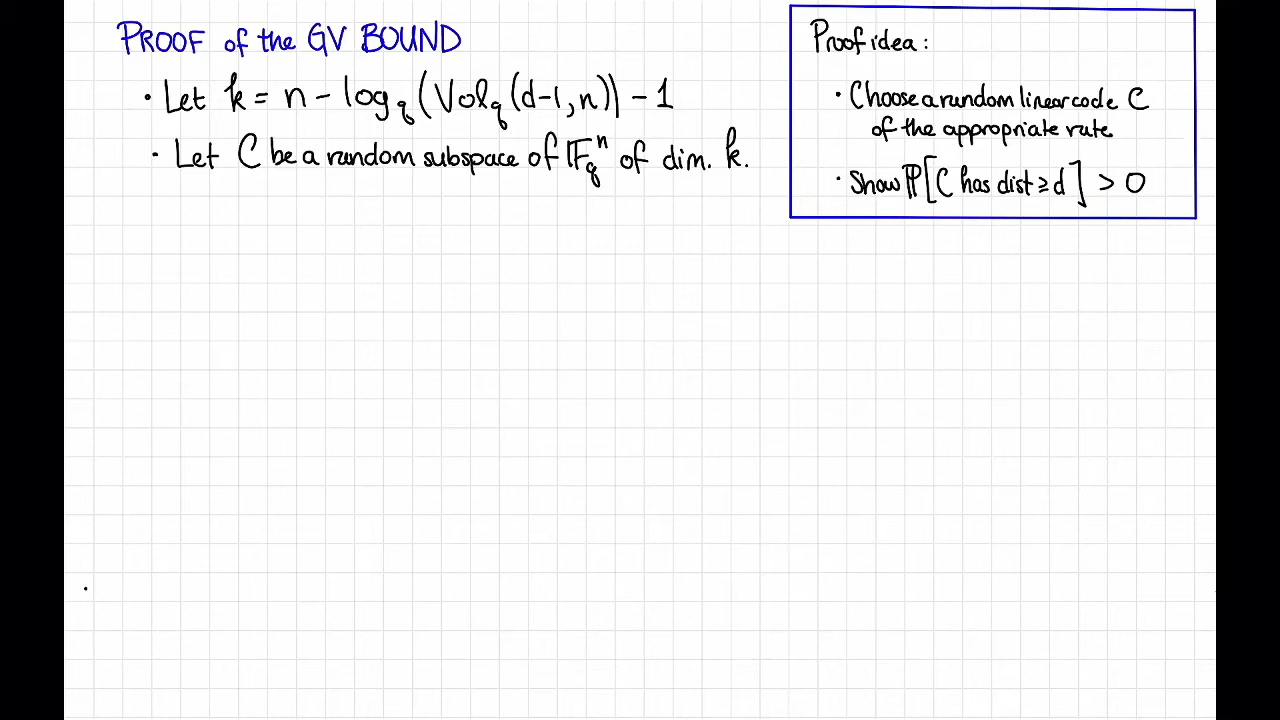 PROOF of the GV BOUND
· Let k = n - log_q (Vol_q (d-1, n)) - 1
· Let C be a random subspace of 𝔽_q^n of dim. k.
Proof idea:
· Choose a random linear code C
of the appropriate rate
· Show ℙ[C has dist ≥ d] > 0